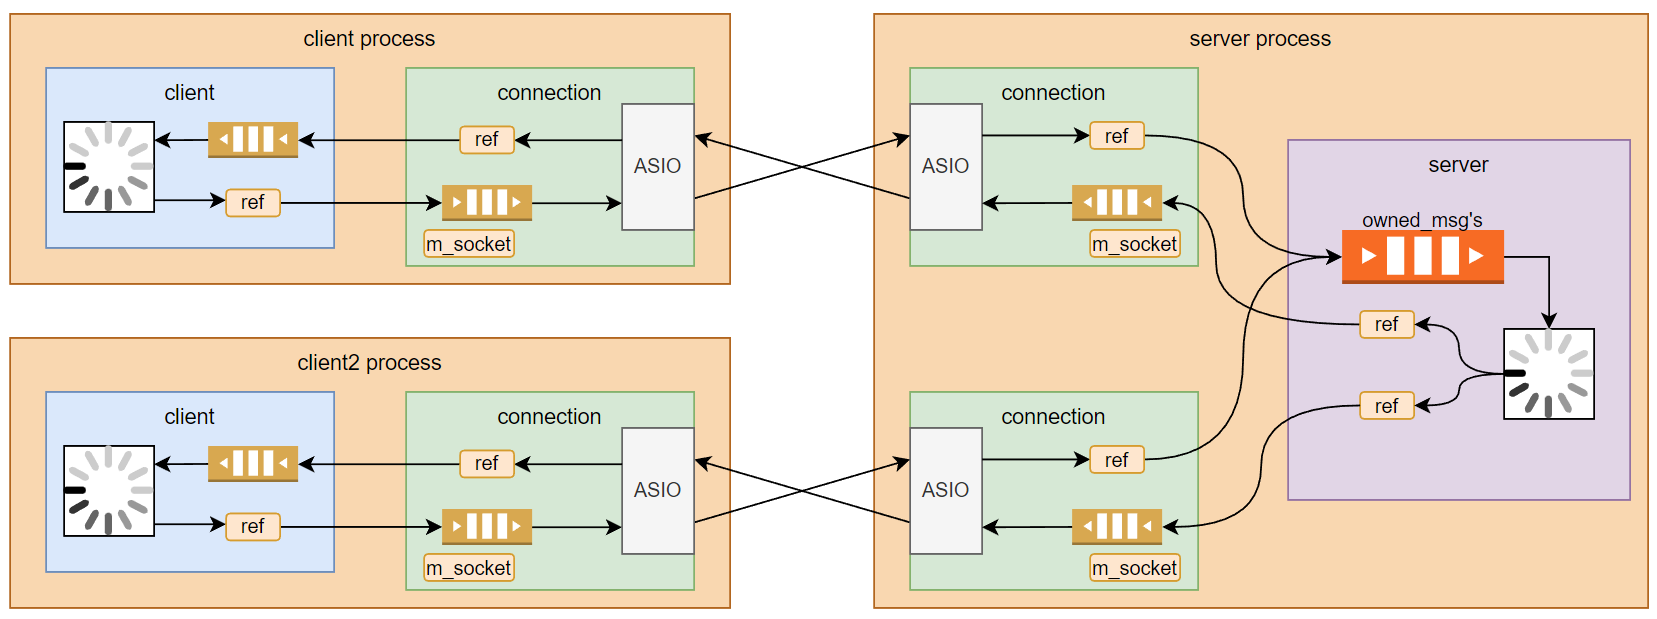 client process
client
connection
ref
ASIO
ref
m_socket
client2 process
client
connection
ref
ASIO
ref
m_socket
server process
connection
ASIO
ref
m_socket
connection
ASIO
ref
m_socket
server
owned_msg's
ref
ref